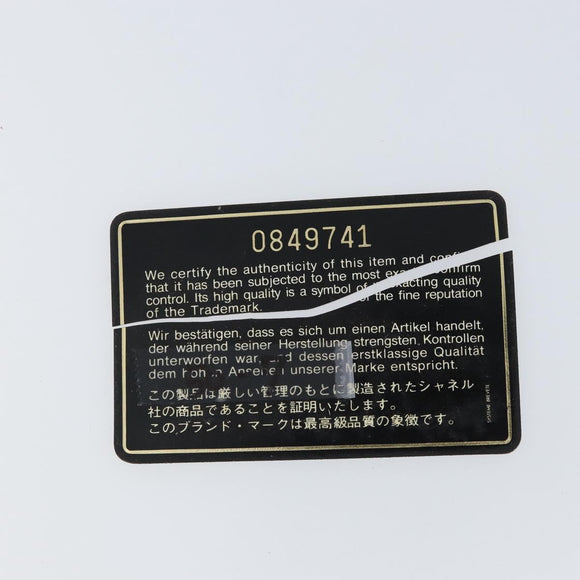 0849741
We certify the authenticity of this item and confirm
that it has been subjected to the most exacting
control. Its high quality is a symbol of the fine reputation
of the Trademark.
Wir bestätigen, dass es sich um einen Artikel handelt,
der während seiner Herstellung strengsten Kontrollen
unterworfen war und dessen erstklassige Qualität
dem hohen Ansehen unserer Marke entspricht.
この製品は厳しい管理のもとに製造されたシャネル
社の商品であることを証明いたします。
このブランド・マークは最高級品質の象徴です。
SYSTEME BREVETE